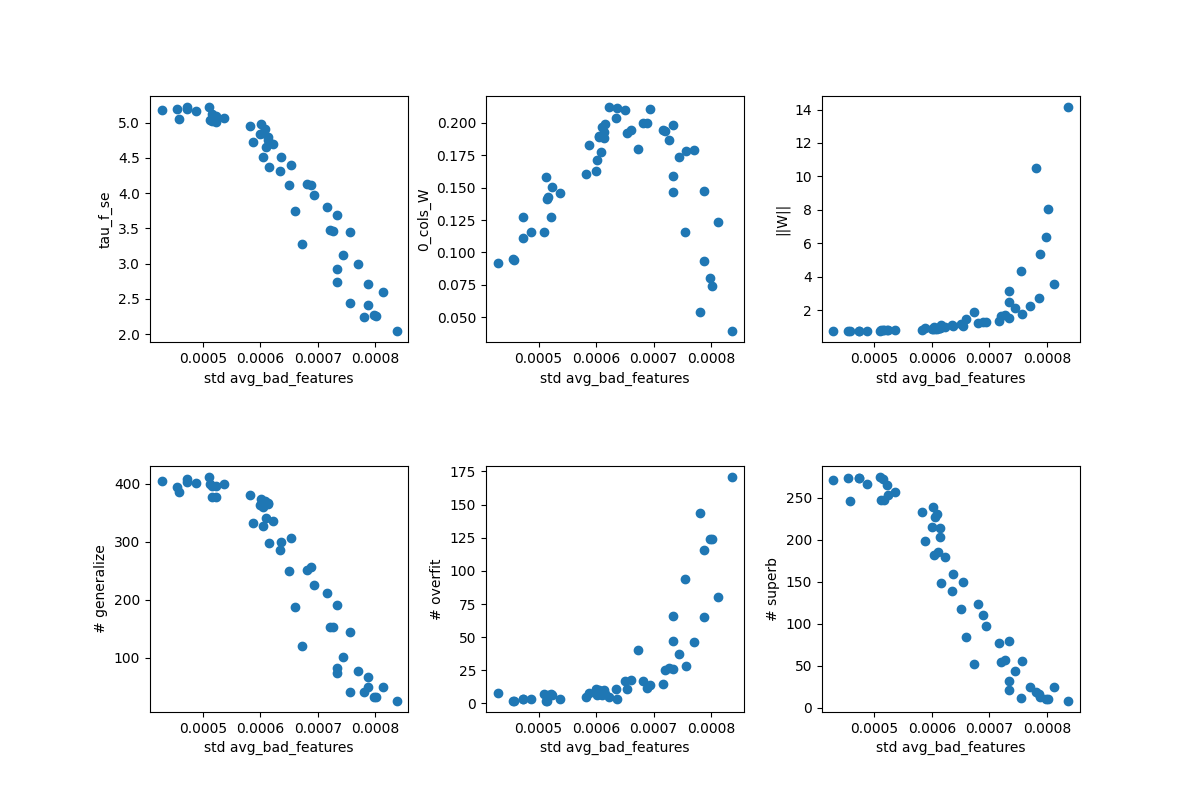 tau_f_se
5.0
4.5
4.0
3.5
3.0
2.5
2.0
0.0005 0.0006 0.0007 0.0008
std avg_bad_features
0_cols_W
0.200
0.175
0.150
0.125
0.100
0.075
0.050
0.0005 0.0006 0.0007 0.0008
std avg_bad_features
||W||
14
12
10
8
6
4
2
0.0005 0.0006 0.0007 0.0008
std avg_bad_features
# generalize
400
300
200
100
0.0005 0.0006 0.0007 0.0008
std avg_bad_features
# overfit
175
150
125
100
75
50
25
0
0.0005 0.0006 0.0007 0.0008
std avg_bad_features
# superb
250
200
150
100
50
0
0.0005 0.0006 0.0007 0.0008
std avg_bad_features